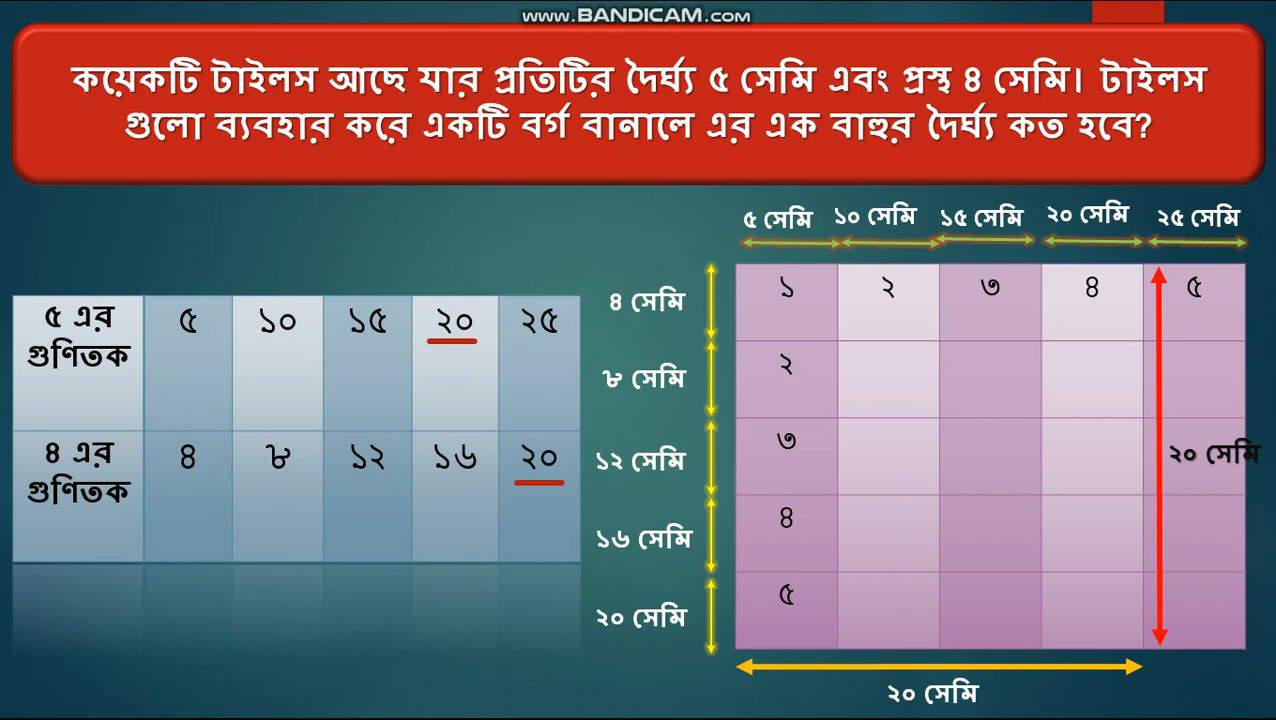 www.BANDICAM.com
কয়েকটি টাইলস আছে যার প্রতিটির দৈর্ঘ্য ৫ সেমি এবং প্রস্থ ৪ সেমি। টাইলস
গুলো ব্যবহার করে একটি বর্গ বানালে এর এক বাহুর দৈর্ঘ্য কত হবে?
৫ সেমি ১০ সেমি ১৫ সেমি ২০ সেমি ২৫ সেমি
৫ এর
গুণিতক
৫ ১০ ১৫ ২০ ২৫
৪ এর
গুণিতক
৪ ৮ ১২ ১৬ ২০
৪ সেমি
৮ সেমি
১২ সেমি
১৬ সেমি
২০ সেমি
১ ২ ৩ ৪ ৫
২
৩
৪
৫
২০ সেমি
২০ সেমি